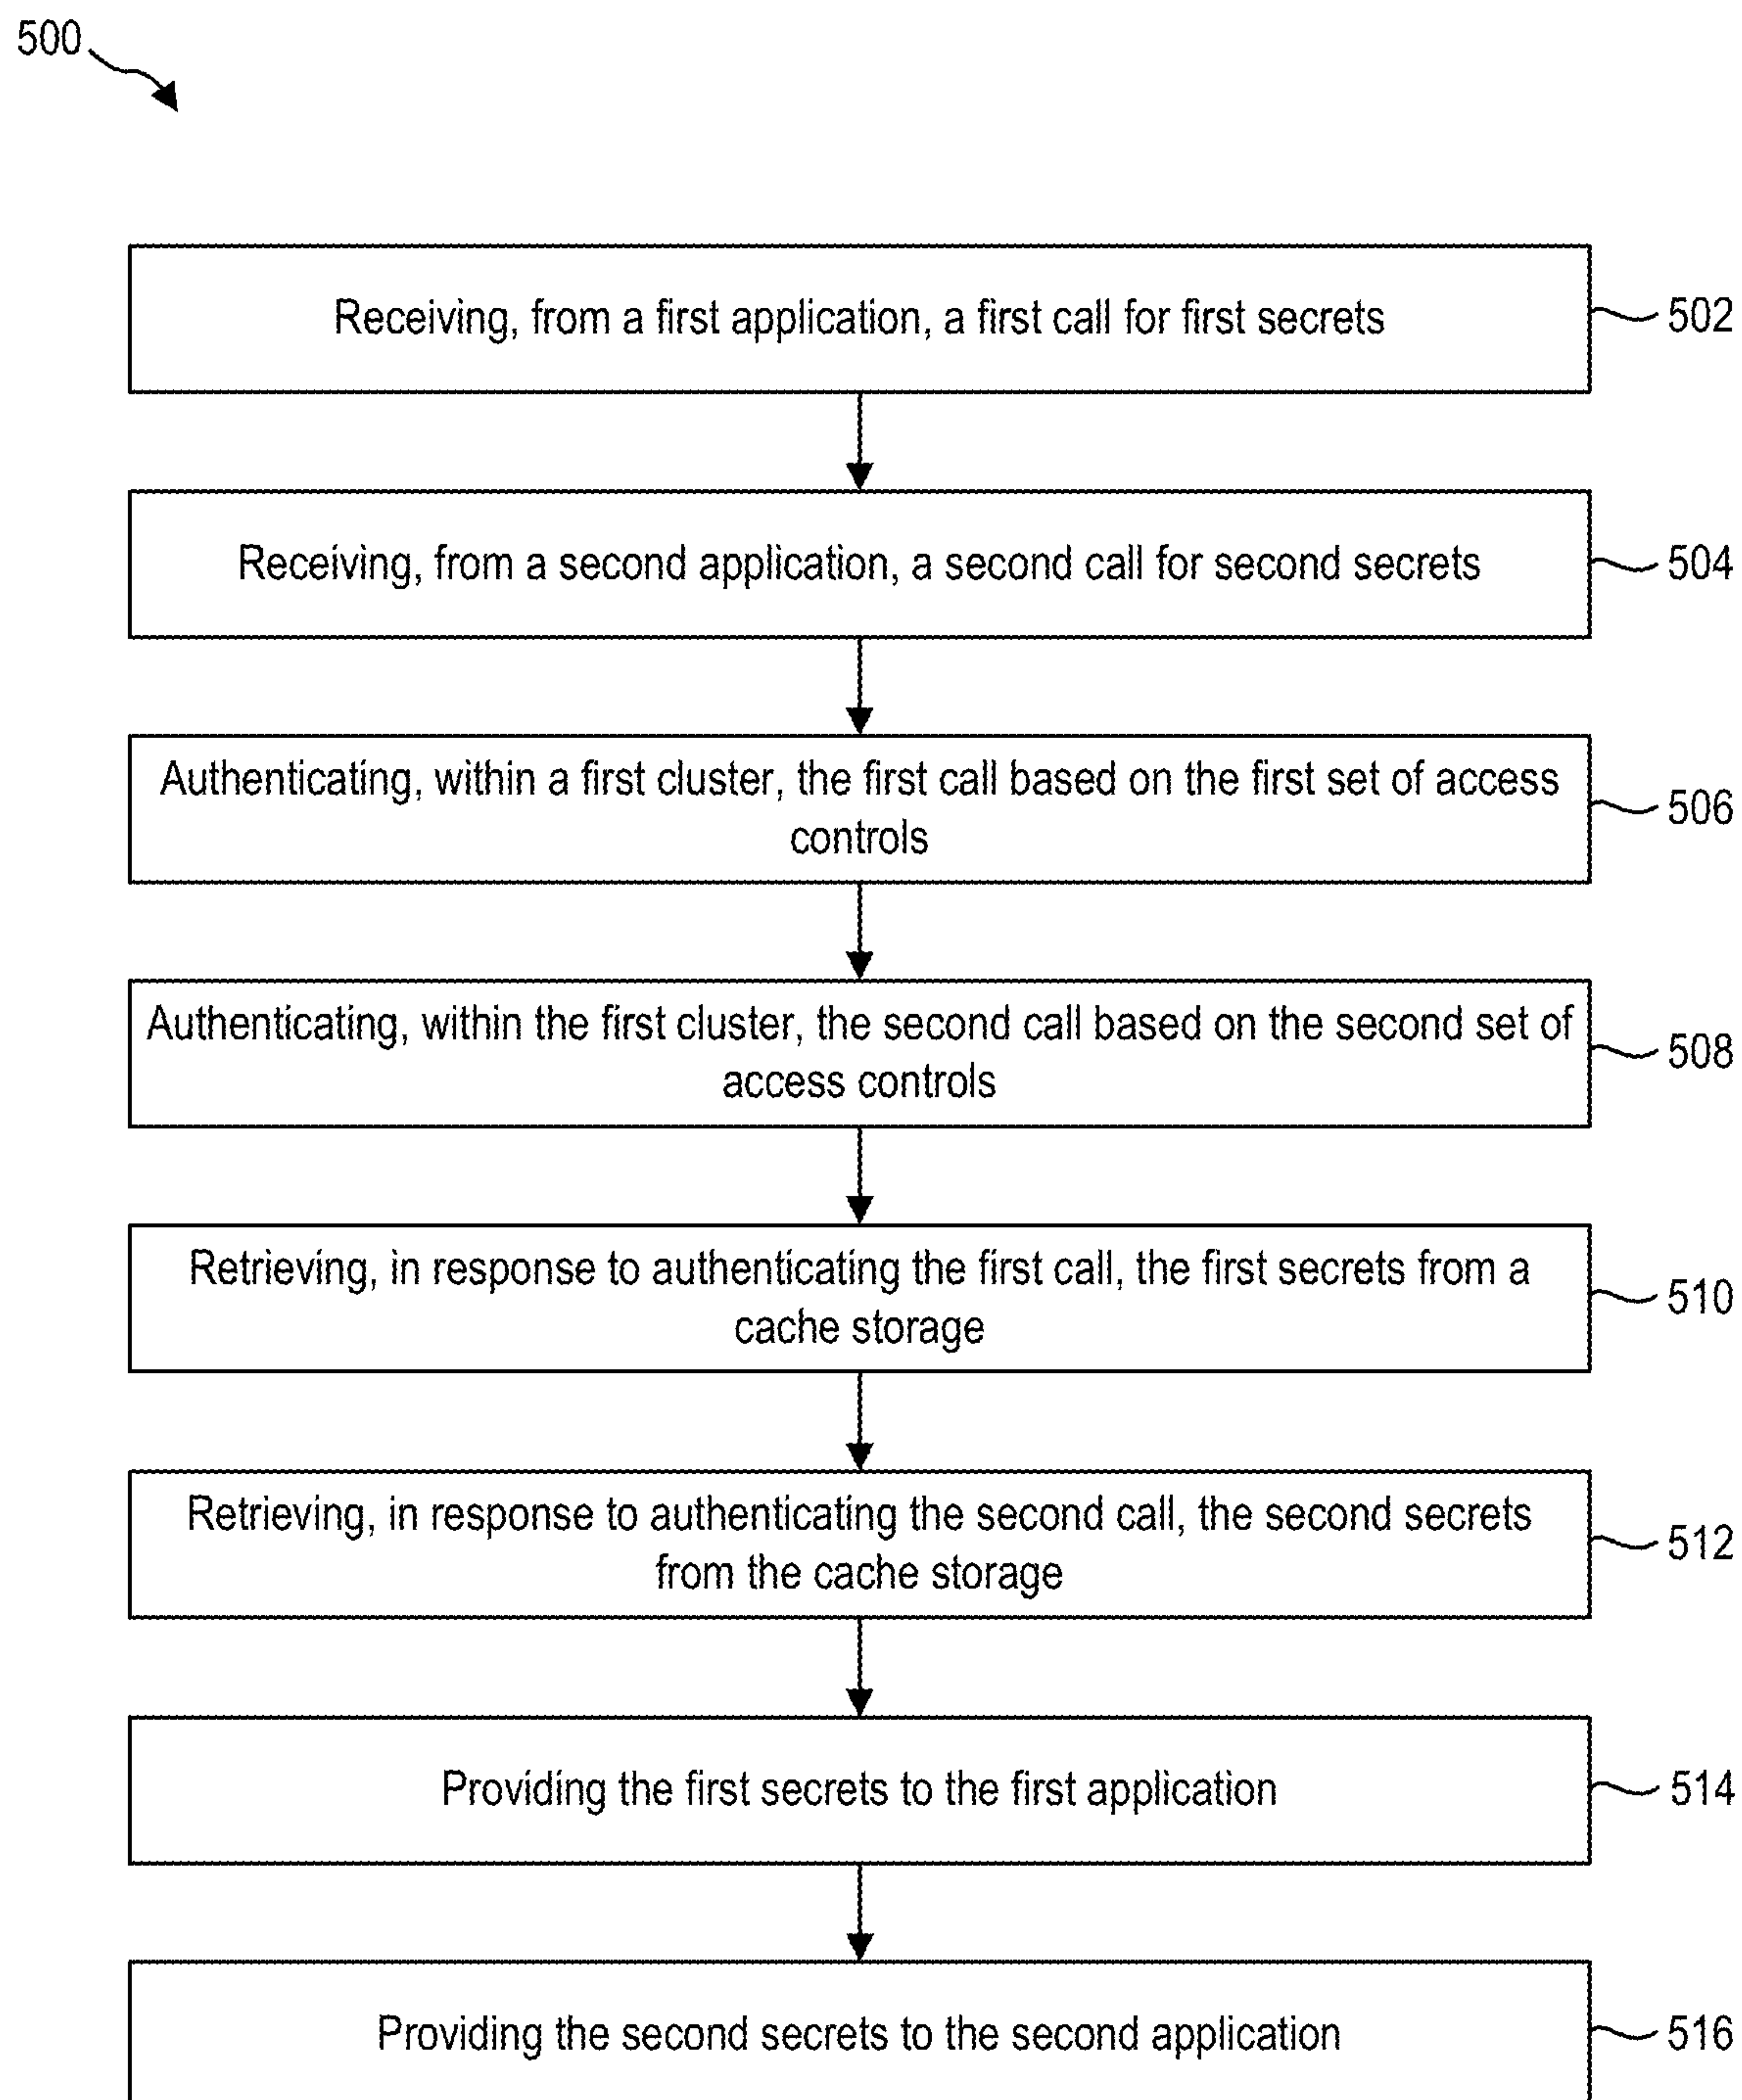 500
Receiving, from a first application, a first call for first secrets
502
Receiving, from a second application, a second call for second secrets
504
Authenticating, within a first cluster, the first call based on the first set of access
controls
506
Authenticating, within the first cluster, the second call based on the second set of
access controls
508
Retrieving, in response to authenticating the first call, the first secrets from a
cache storage
510
Retrieving, in response to authenticating the second call, the second secrets
from the cache storage
512
Providing the first secrets to the first application
514
Providing the second secrets to the second application
516